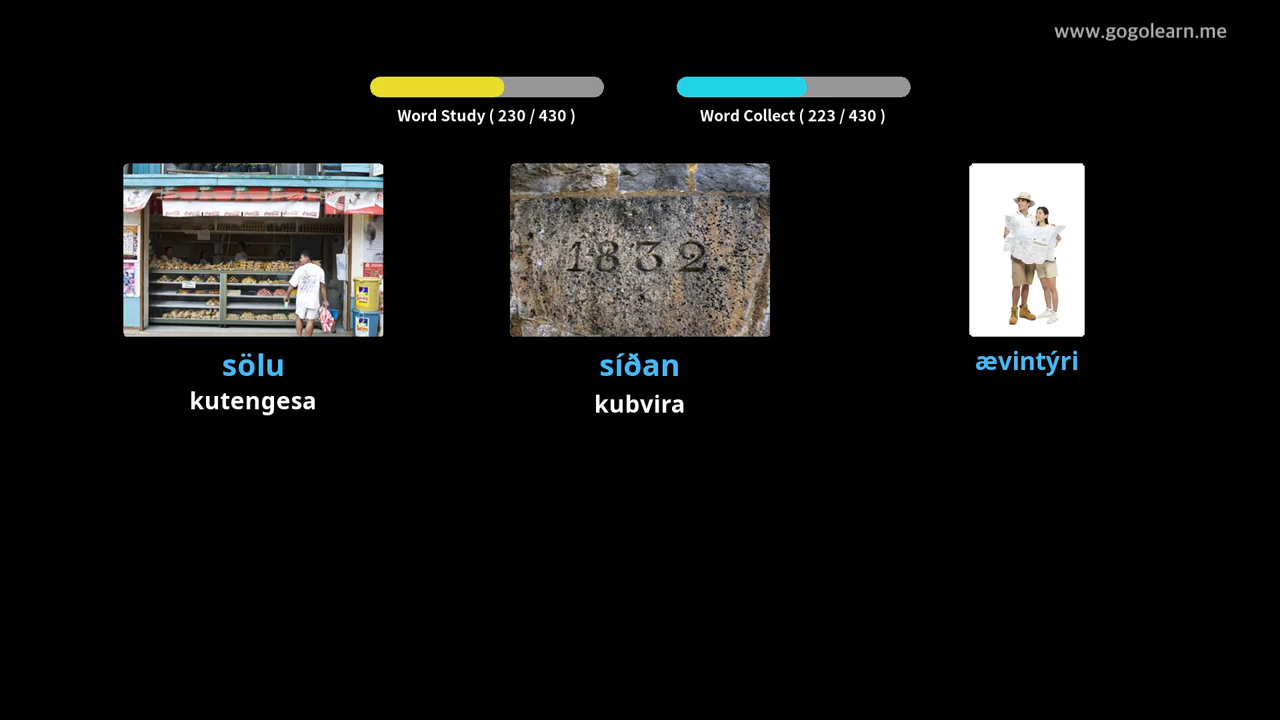 www.gogolearn.me
Word Study ( 230 / 430 )
Word Collect ( 223 / 430 )
1832.
sölu
kutengesa
síðan
kubvira
ævintýri